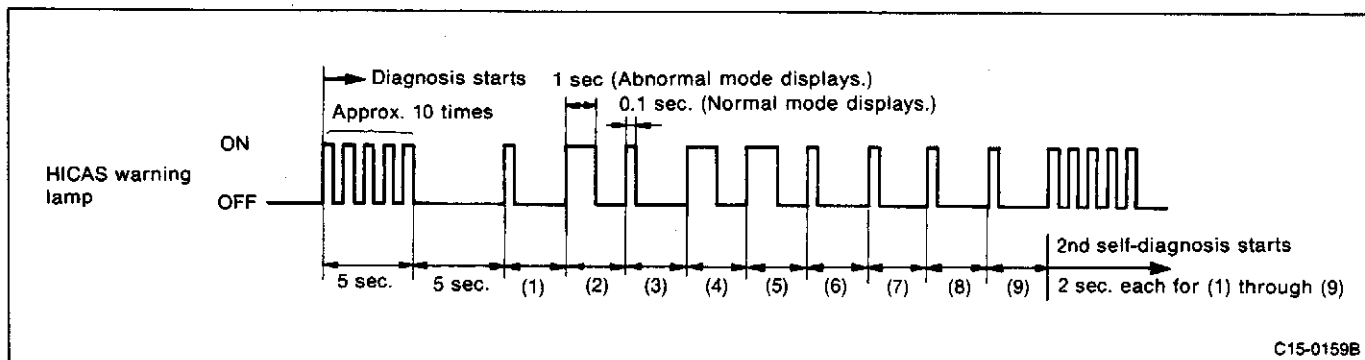 Diagnosis starts
1 sec (Abnormal mode displays.)
0.1 sec. (Normal mode displays.)
Approx. 10 times
ON
HICAS warning
lamp
OFF
2nd self-diagnosis starts
5 sec. 5 sec. (1) (2) (3) (4) (5) (6) (7) (8) (9) 2 sec. each for (1) through (9)
C15-0159B